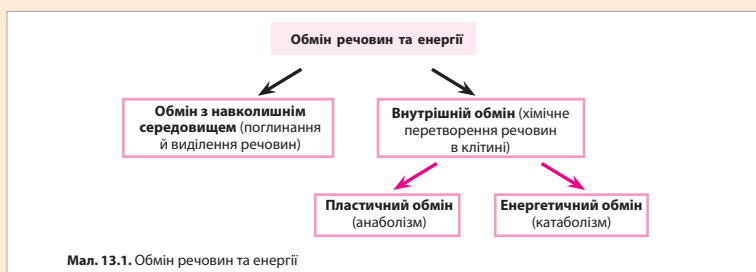 Обмін речовин та енергії
Обмін з навколишнім
середовищем (поглинання
й виділення речовин)
Внутрішній обмін (хімічне
перетворення речовин
в клітині)
Пластичний обмін
(анаболізм)
Енергетичний обмін
(катаболізм)
Мал. 13.1. Обмін речовин та енергії